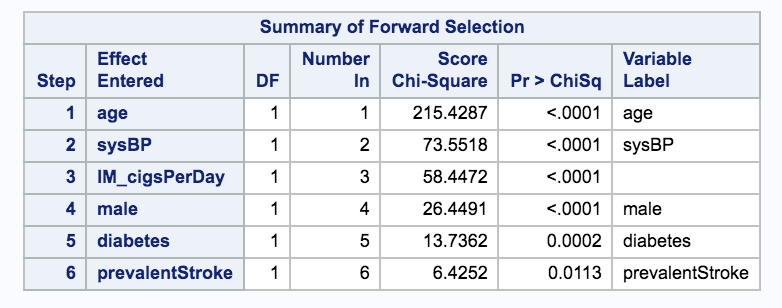 Summary of Forward Selection
Step Effect Entered DF Number In Score Chi-Square Pr > ChiSq Variable Label
1 age 1 1 215.4287 <.0001 age
2 sysBP 1 2 73.5518 <.0001 sysBP
3 IM_cigsPerDay 1 3 58.4472 <.0001
4 male 1 4 26.4491 <.0001 male
5 diabetes 1 5 13.7362 0.0002 diabetes
6 prevalentStroke 1 6 6.4252 0.0113 prevalentStroke